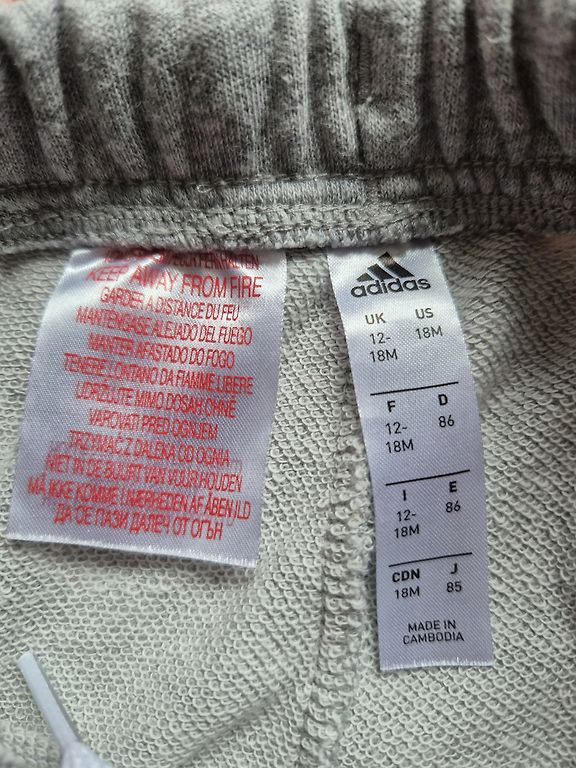 KEEP AWAY FROM FIRE
GARDER A DISTANCE DU FEU
MANTÉNGASE ALEJADO DEL FUEGO
MANTER AFASTADO DO FOGO
TENERE LONTANO DA FIAMME LIBERE
UDRŽUJTE MIMO DOSAH OHNĚ
VAROVATI PRED OGNJEM
TRZYMAĆ Z DALEKA OD OGNIA
NIET IN DE BUURT VAN VUUR HOUDEN
MÅ IKKE KOMME I NÆRHEDEN AF ÅBEN ILD
ДА СЕ ПАЗИ ДАЛЕЧ ОТ ОГЪН
adidas
UK US
12- 18M
18M
F D
12- 86
18M
I E
12- 86
18M
CDN J
18M 85
MADE IN
CAMBODIA